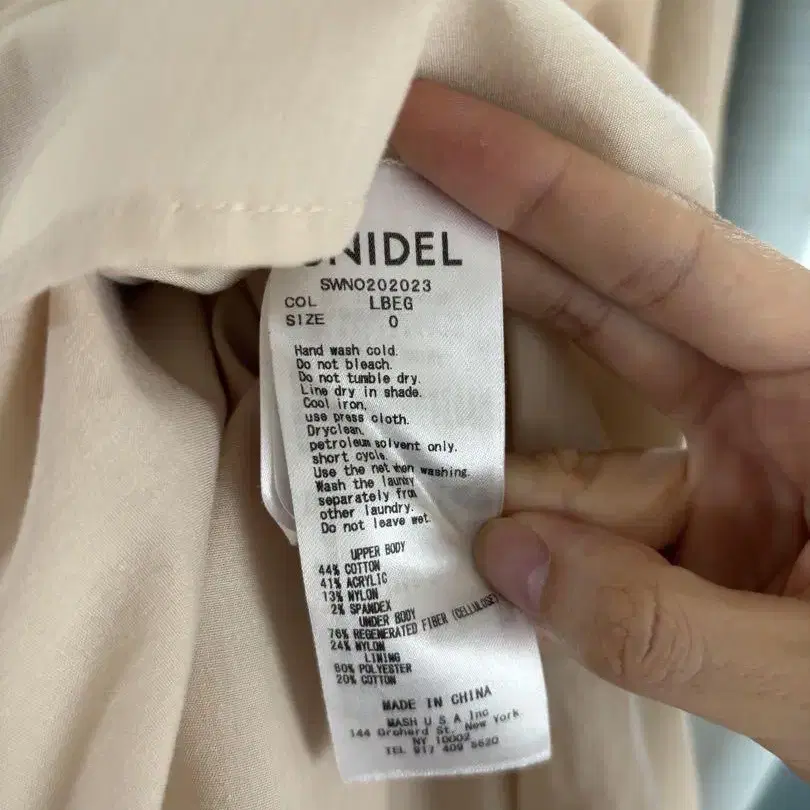 SNIDEL
SWNO202023
COL LBEG
SIZE 0
Hand wash cold.
Do not bleach.
Do not tumble dry.
Line dry in shade.
Cool iron,
use press cloth.
Dryclean,
petroleum solvent only.
short cycle.
Use the net when washing.
Wash the laundry
separately from
other laundry.
Do not leave wet.
UPPER BODY
44% COTTON
41% ACRYLIC
13% NYLON
2% SPANDEX
UNDER BODY
76% REGENERATED FIBER (CELLULOSE)
24% NYLON
LINING
80% POLYESTER
20% COTTON
MADE IN CHINA
MASH U S A Inc
144 Orchard St. New York
NY 10002
TEL 917 409 5620